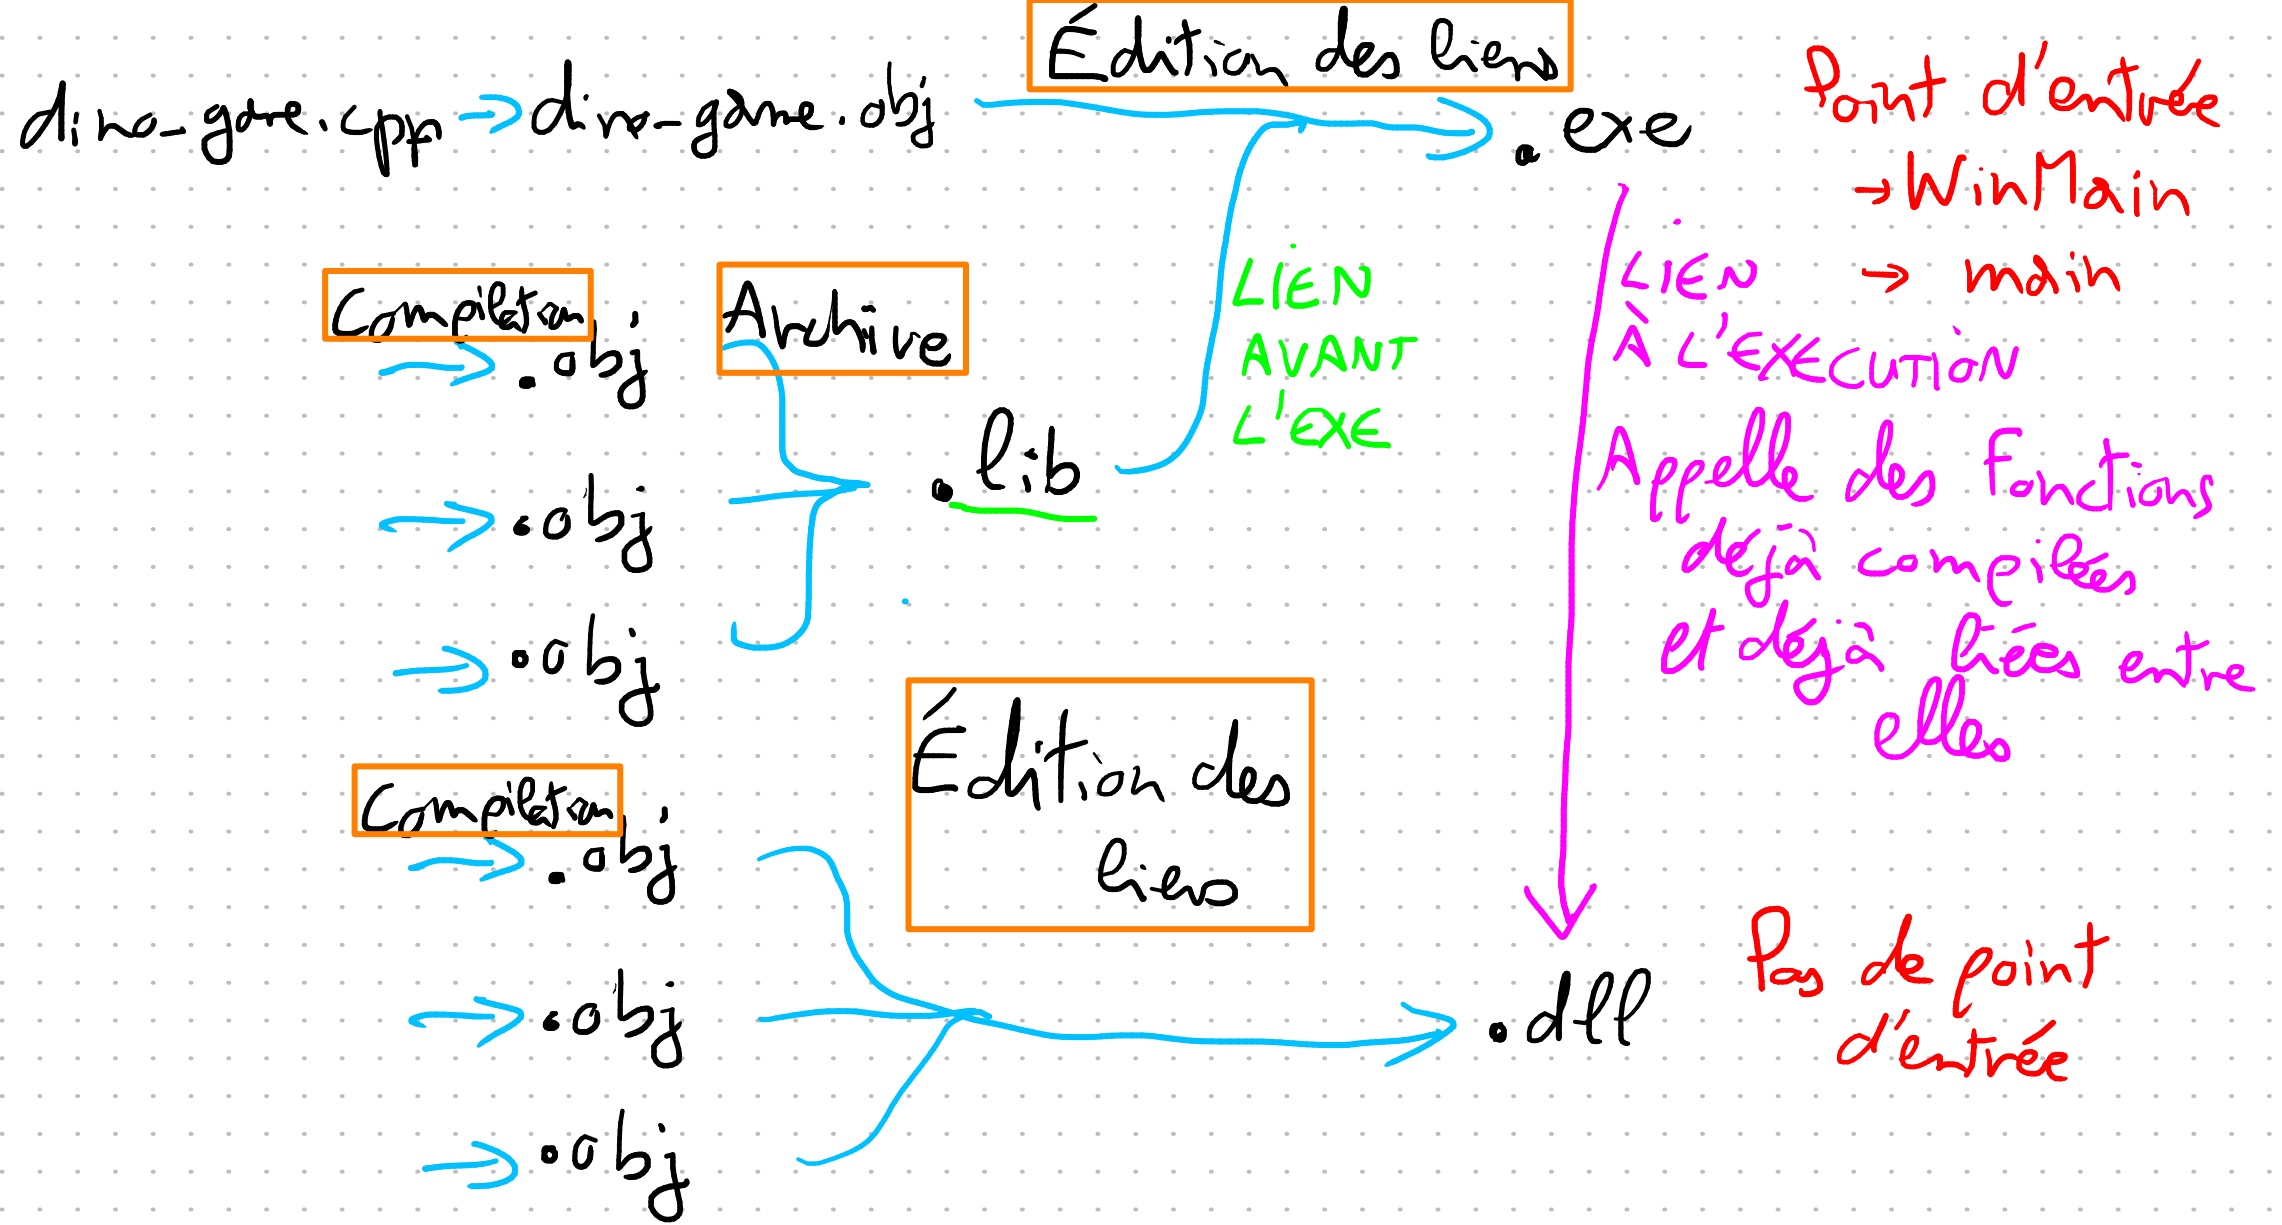 Édition des liens
dino_game.cpp → dino-game.obj
.exe
Point d'entrée
→ WinMain
→ main
Compilation
.obj
.obj
.obj
Archive
.lib
LIEN
AVANT
L'EXE
LIEN
À L'EXECUTION
Appelle des fonctions
déjà compilées
et déjà liées entre
elles
Compilation
.obj
.obj
.obj
Édition des
liens
.dll
Pas de point
d'entrée